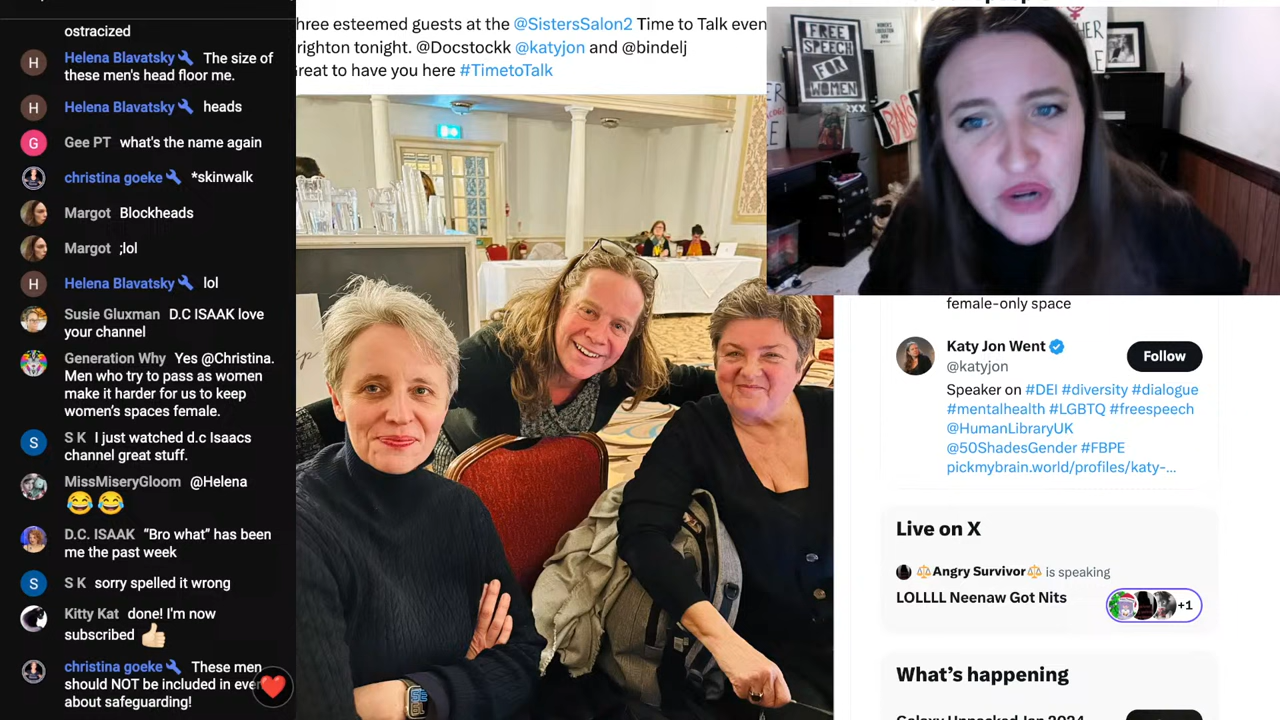 ostracized
Helena Blavatsky The size of
these men's head floor me.
Helena Blavatsky heads
Gee PT what's the name again
christina goeke *skinwalk
Margot Blockheads
Margot ;lol
Helena Blavatsky lol
Susie Gluxman D.C ISAAK love
your channel
Generation Why Yes @Christina.
Men who try to pass as women
make it harder for us to keep
women's spaces female.
S K I just watched d.c Isaacs
channel great stuff.
MissMiseryGloom @Helena
😂😂
D.C. ISAAK “Bro what” has been
me the past week
S K sorry spelled it wrong
Kitty Kat done! I'm now
subscribed 👍🏻
christina goeke These men
should NOT be included in
about safeguarding!
hree esteemed guests at the @SistersSalon2 Time to Talk even
righton tonight. @Docstockk @katyjon and @bindelj
reat to have you here #TimetoTalk
FREE
SPEECH
FOR
WOMEN
XX
HER
female-only space
Katy Jon Went
@katyjon
Follow
Speaker on #DEI #diversity #dialogue
#mentalhealth #LGBTQ #freespeech
@HumanLibraryUK
@50ShadesGender #FBPE
pickmybrain.world/profiles/katy-...
Live on X
⚖️Angry Survivor⚖️ is speaking
LOLLLL Neenaw Got Nits
+1
What's happening
Galaxy Unpacked Jan 2024